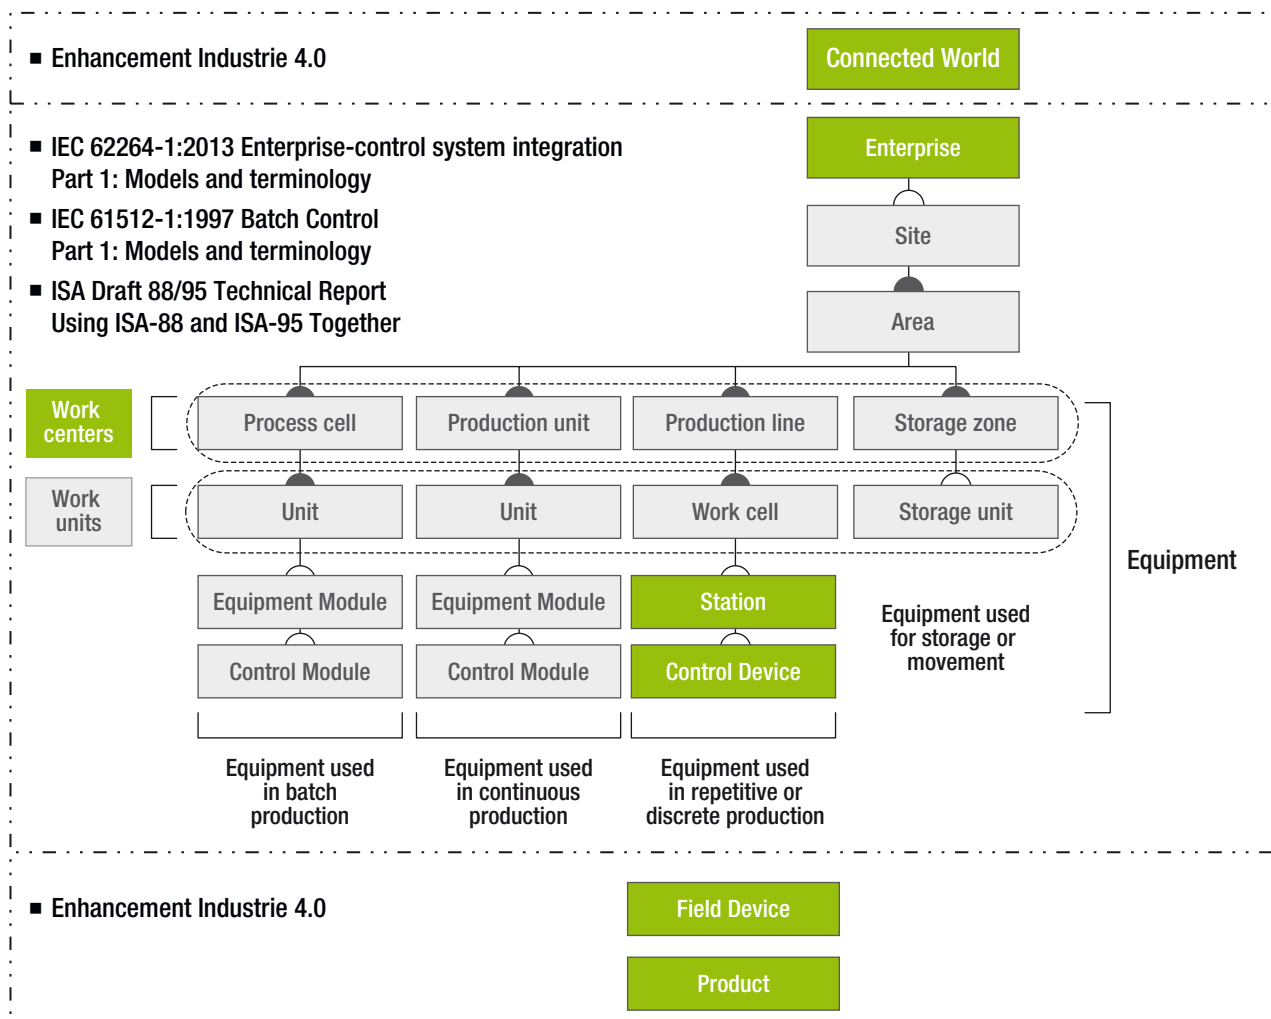 ■ Enhancement Industrie 4.0
Connected World
■ IEC 62264-1:2013 Enterprise-control system integration
Part 1: Models and terminology
■ IEC 61512-1:1997 Batch Control
Part 1: Models and terminology
■ ISA Draft 88/95 Technical Report
Using ISA-88 and ISA-95 Together
Enterprise
Site
Area
Work
centers
Process cell
Production unit
Production line
Storage zone
Work
units
Unit
Unit
Work cell
Storage unit
Equipment
Equipment Module
Equipment Module
Station
Equipment used
for storage or
movement
Control Module
Control Module
Control Device
Equipment used
in batch
production
Equipment used
in continuous
production
Equipment used
in repetitive or
discrete production
■ Enhancement Industrie 4.0
Field Device
Product